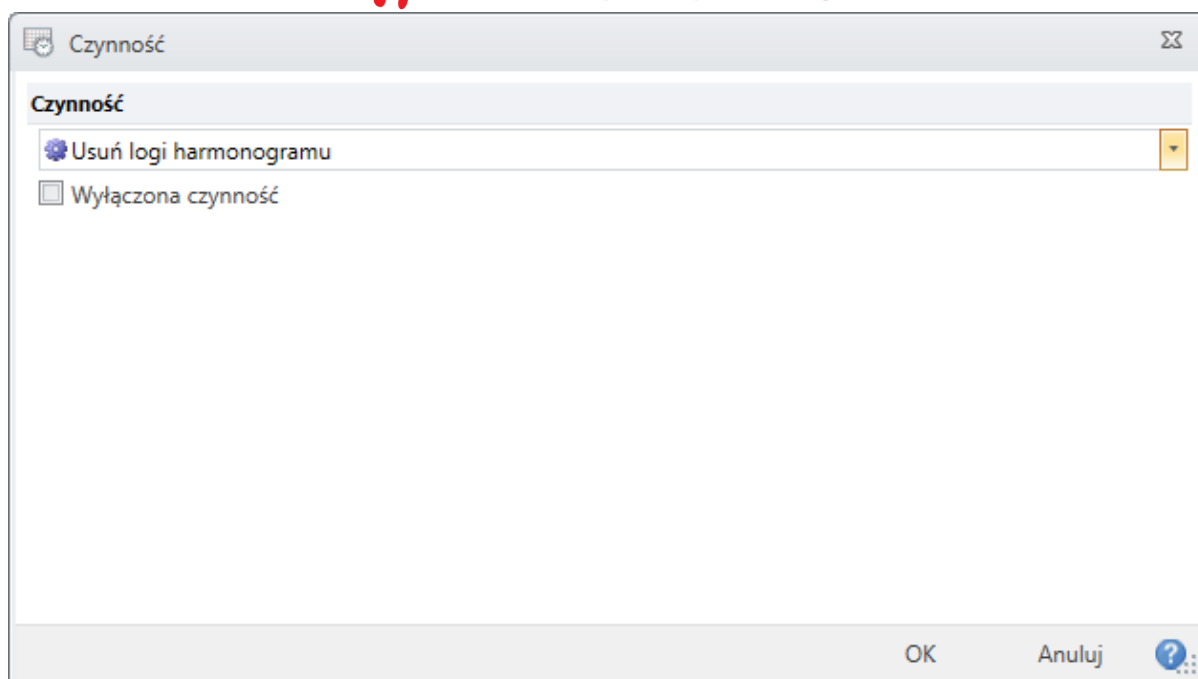 Czynność
Czynność
Usuń logi harmonogramu
Wyłączona czynność
OK Anuluj